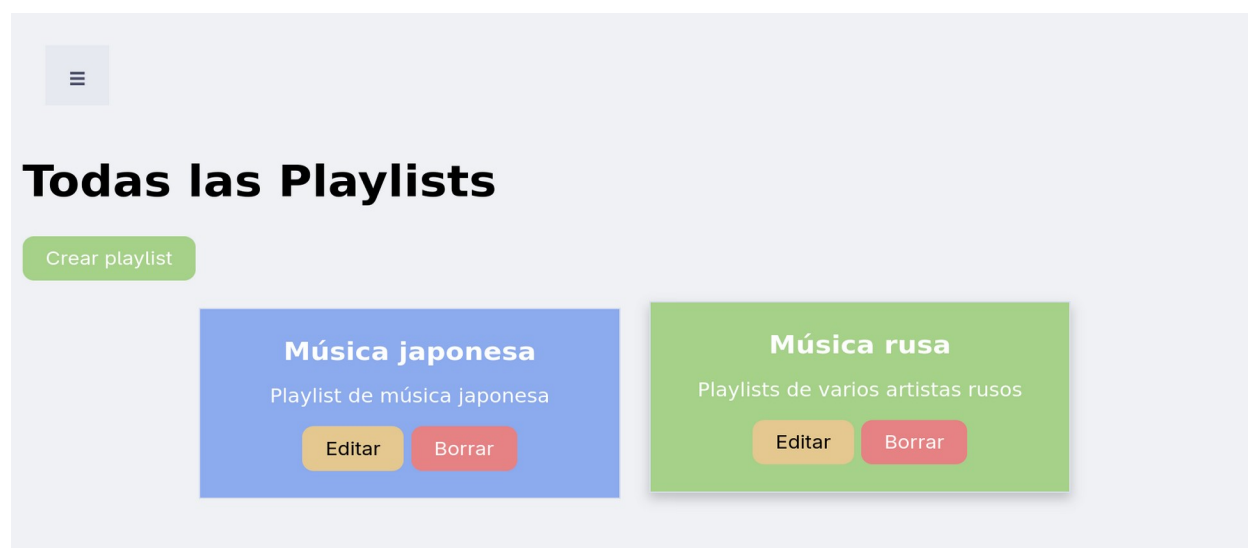 ☰
Todas las Playlists
Crear playlist
Música japonesa
Playlist de música japonesa
Editar Borrar
Música rusa
Playlists de varios artistas rusos
Editar Borrar